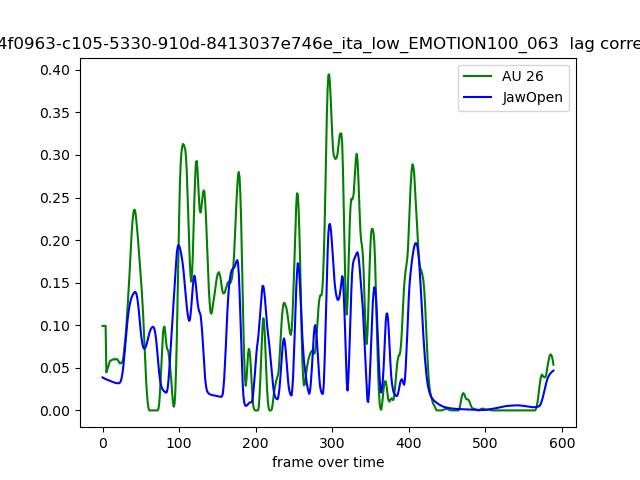 4f0963-c105-5330-910d-8413037e746e_ita_low_EMOTION100_063 lag corre
AU 26
JawOpen
0.40
0.35
0.30
0.25
0.20
0.15
0.10
0.05
0.00
0 100 200 300 400 500 600
frame over time